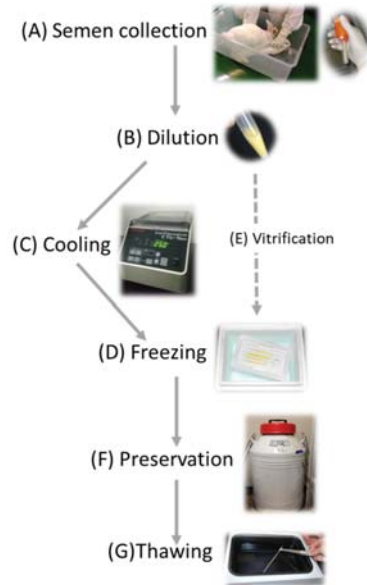 (A) Semen collection
(B) Dilution
(C) Cooling
(E) Vitrification
(D) Freezing
(F) Preservation
(G)Thawing